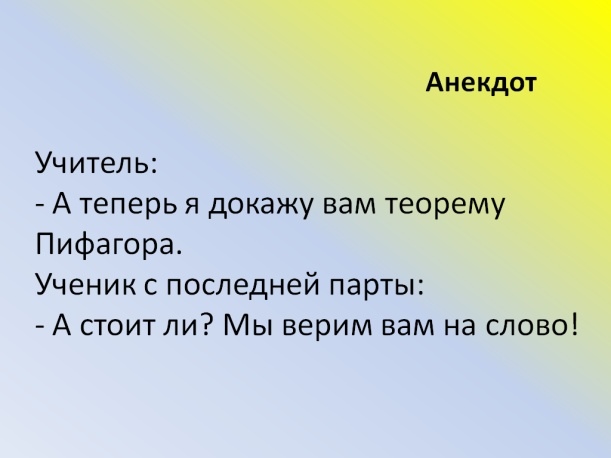 Анекдот
Учитель:
- А теперь я докажу вам теорему
Пифагора.
Ученик с последней парты:
- А стоит ли? Мы верим вам на слово!